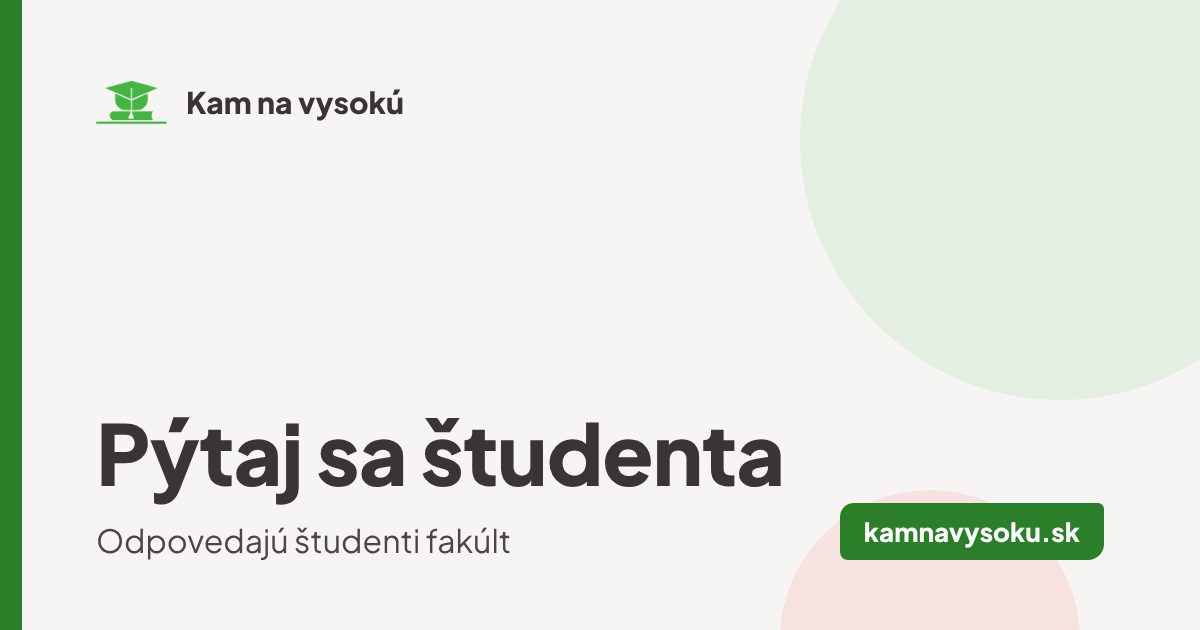 Kam na vysokú
Pýtaj sa študenta
Odpovedajú študenti fakúlt
kamnavysoku.sk